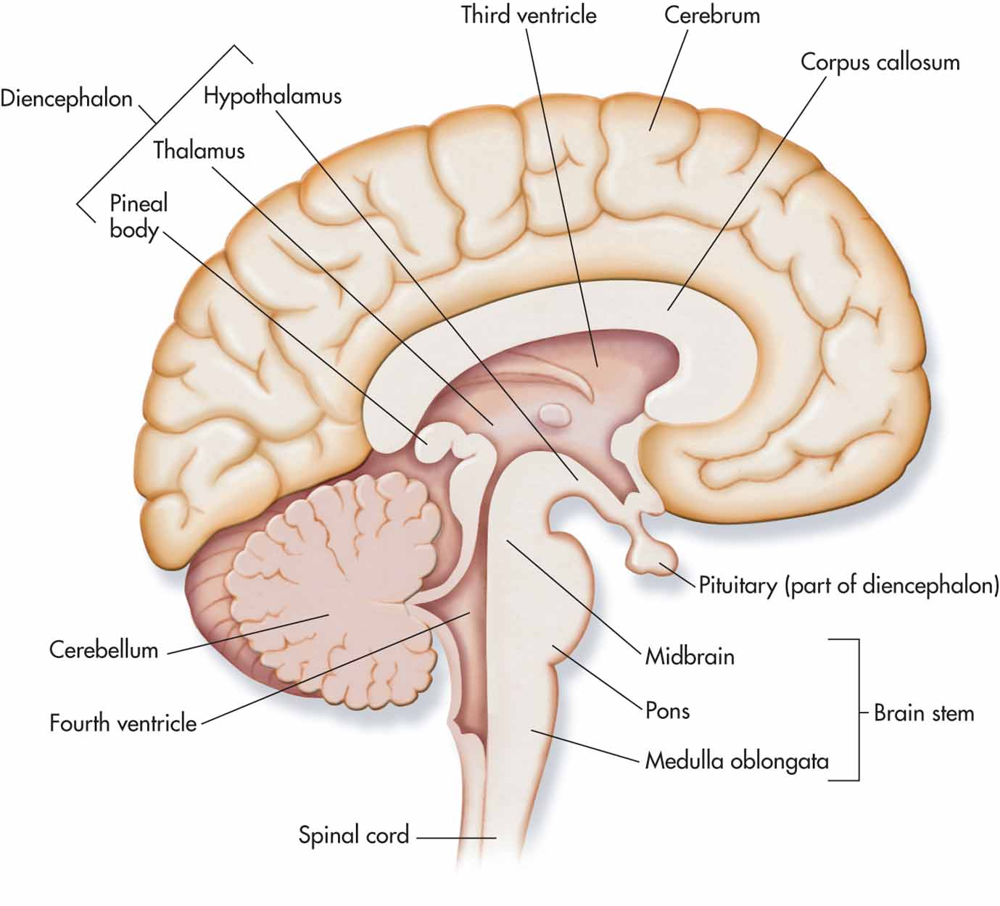 Third ventricle
Cerebrum
Corpus callosum
Diencephalon
Hypothalamus
Thalamus
Pineal
body
Pituitary (part of diencephalon)
Cerebellum
Midbrain
Fourth ventricle
Pons
Brain stem
Medulla oblongata
Spinal cord